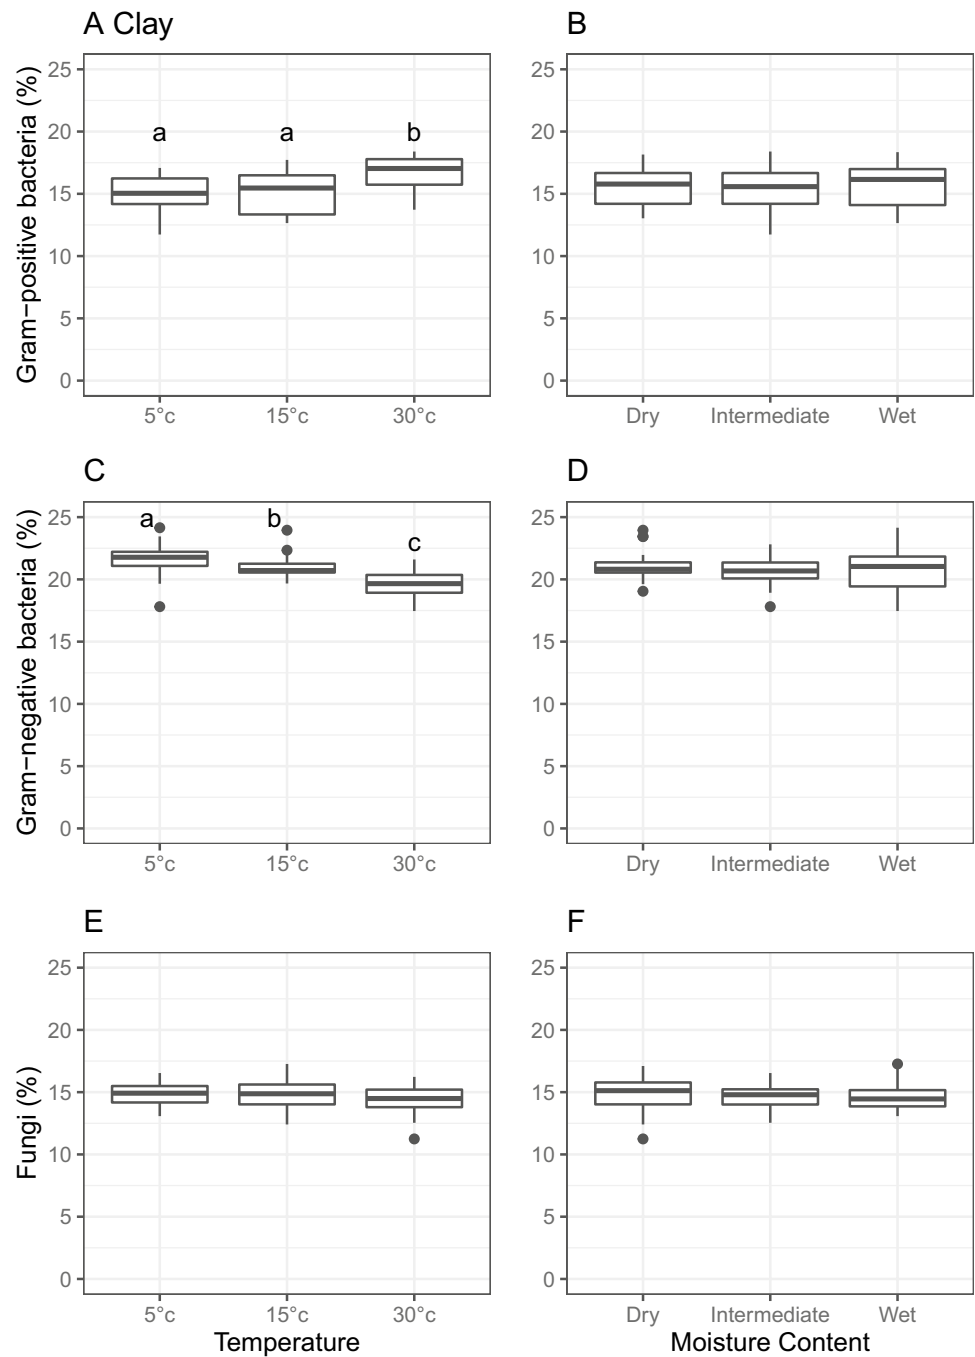 A Clay
B
Gram−positive bacteria (%)
25
20
15
10
5
0
a
a
b
5°c
15°c
30°c
25
20
15
10
5
0
Dry
Intermediate
Wet
C
D
Gram−negative bacteria (%)
25
20
15
10
5
0
a
b
c
5°c
15°c
30°c
25
20
15
10
5
0
Dry
Intermediate
Wet
E
F
Fungi (%)
25
20
15
10
5
0
5°c
15°c
30°c
Temperature
25
20
15
10
5
0
Dry
Intermediate
Wet
Moisture Content